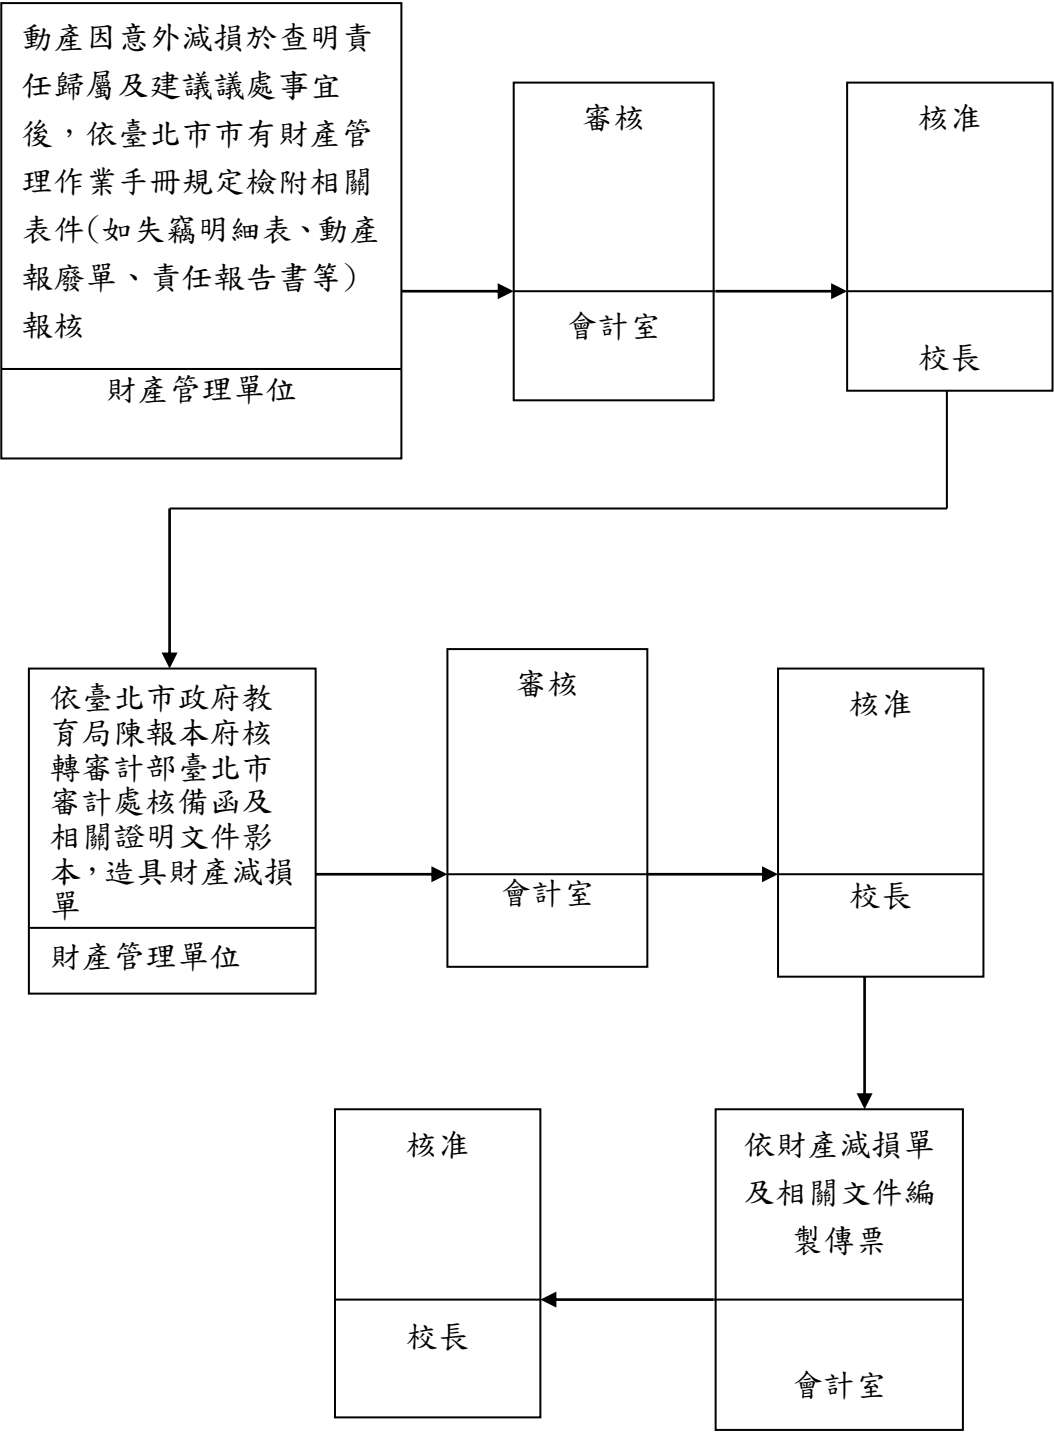 動產因意外減損於查明責
任歸屬及建議議處事宜
後，依臺北市市有財產管
理作業手冊規定檢附相關
表件(如失竊明細表、動產
報廢單、責任報告書等)
報核
財產管理單位
審核
會計室
核准
校長
依臺北市政府教
育局陳報本府核
轉審計部臺北市
審計處核備函及
相關證明文件影
本，造具財產減損
單
財產管理單位
審核
會計室
核准
校長
依財產減損單
及相關文件編
製傳票
會計室
核准
校長